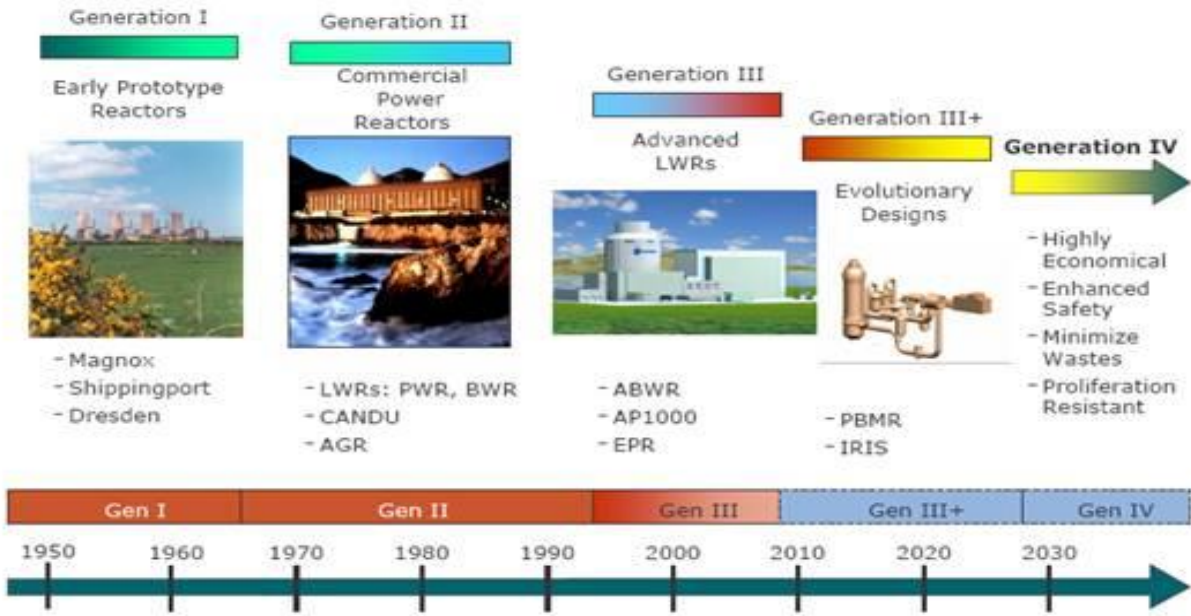 Generation I
Early Prototype
Reactors
- Magnox
- Shippingport
- Dresden
Generation II
Commercial
Power
Reactors
- LWRs: PWR, BWR
- CANDU
- AGR
Generation III
Advanced
LWRs
- ABWR
- AP1000
- EPR
Generation III+
Evolutionary
Designs
- PBMR
- IRIS
Generation IV
- Highly
Economical
- Enhanced
Safety
- Minimize
Wastes
- Proliferation
Resistant
Gen I Gen II Gen III Gen III+ Gen IV
1950 1960 1970 1980 1990 2000 2010 2020 2030